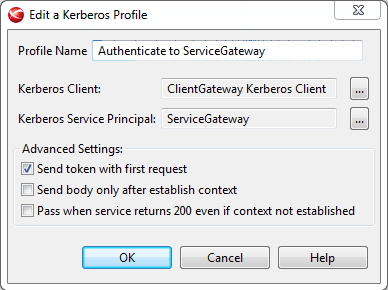 Edit a Kerberos Profile
Profile Name Authenticate to ServiceGateway
Kerberos Client: ClientGateway Kerberos Client ...
Kerberos Service Principal: ServiceGateway ...
Advanced Settings:
Send token with first request
Send body only after establish context
Pass when service returns 200 even if context not established
OK Cancel Help